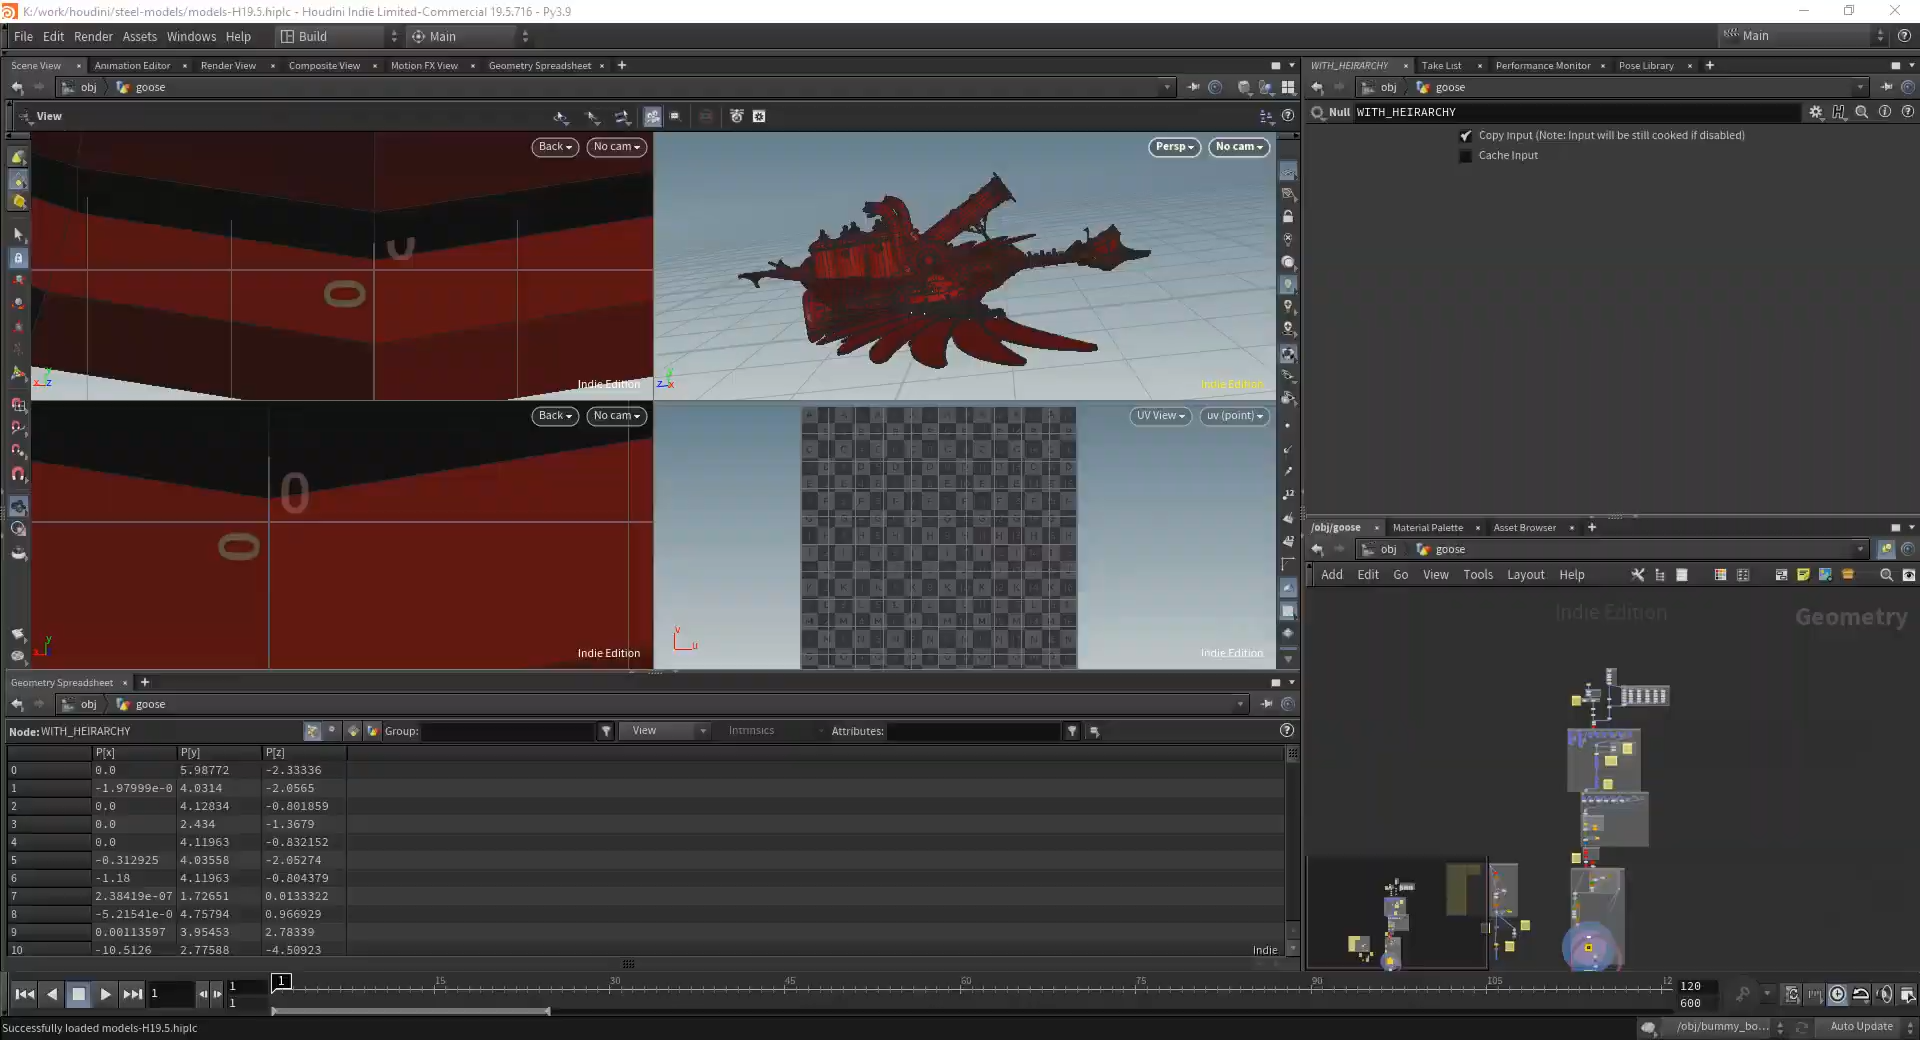 K:/work/houdini/steel-models/models-H19.5.hiplc - Houdini Indie Limited-Commercial 19.5.716 - Py3.9
File Edit Render Assets Windows Help Build Main Main
Scene View Animation Editor Render View Composite View Motion FX View Geometry Spreadsheet
obj goose
View
Back No cam
Indie Edition
Persp No cam
Indie Edition
Back No cam
Indie Edition
UV View uv (point)
Indie Edition
WITH_HEIRARCHY Take List Performance Monitor Pose Library
obj goose
Null WITH_HEIRARCHY
Copy Input (Note: Input will be still cooked if disabled)
Cache Input
/obj/goose Material Palette Asset Browser
obj goose
Add Edit Go View Tools Layout Help
Indie Edition Geometry
Geometry Spreadsheet
obj goose
Node:WITH_HEIRARCHY Group: View Intrinsics Attributes:
P[x] P[y] P[z]
0 0.0 5.98772 -2.33336
1 -1.97999e-0 4.0314 -2.0565
2 0.0 4.12834 -0.801859
3 0.0 2.434 -1.3679
4 0.0 4.11963 -0.832152
5 -0.312925 4.03558 -2.05274
6 -1.18 4.11963 -0.804379
7 2.38419e-07 1.72651 0.0133322
8 -5.21541e-0 4.75794 0.966929
9 0.00113597 3.95453 2.78339
10 -10.5126 2.77588 -4.50923
Indie
1 1 1 1 15 30 45 60 75 90 105 12 120 600
Successfully loaded models-H19.5.hiplc /obj/bummy_bo... Auto Update